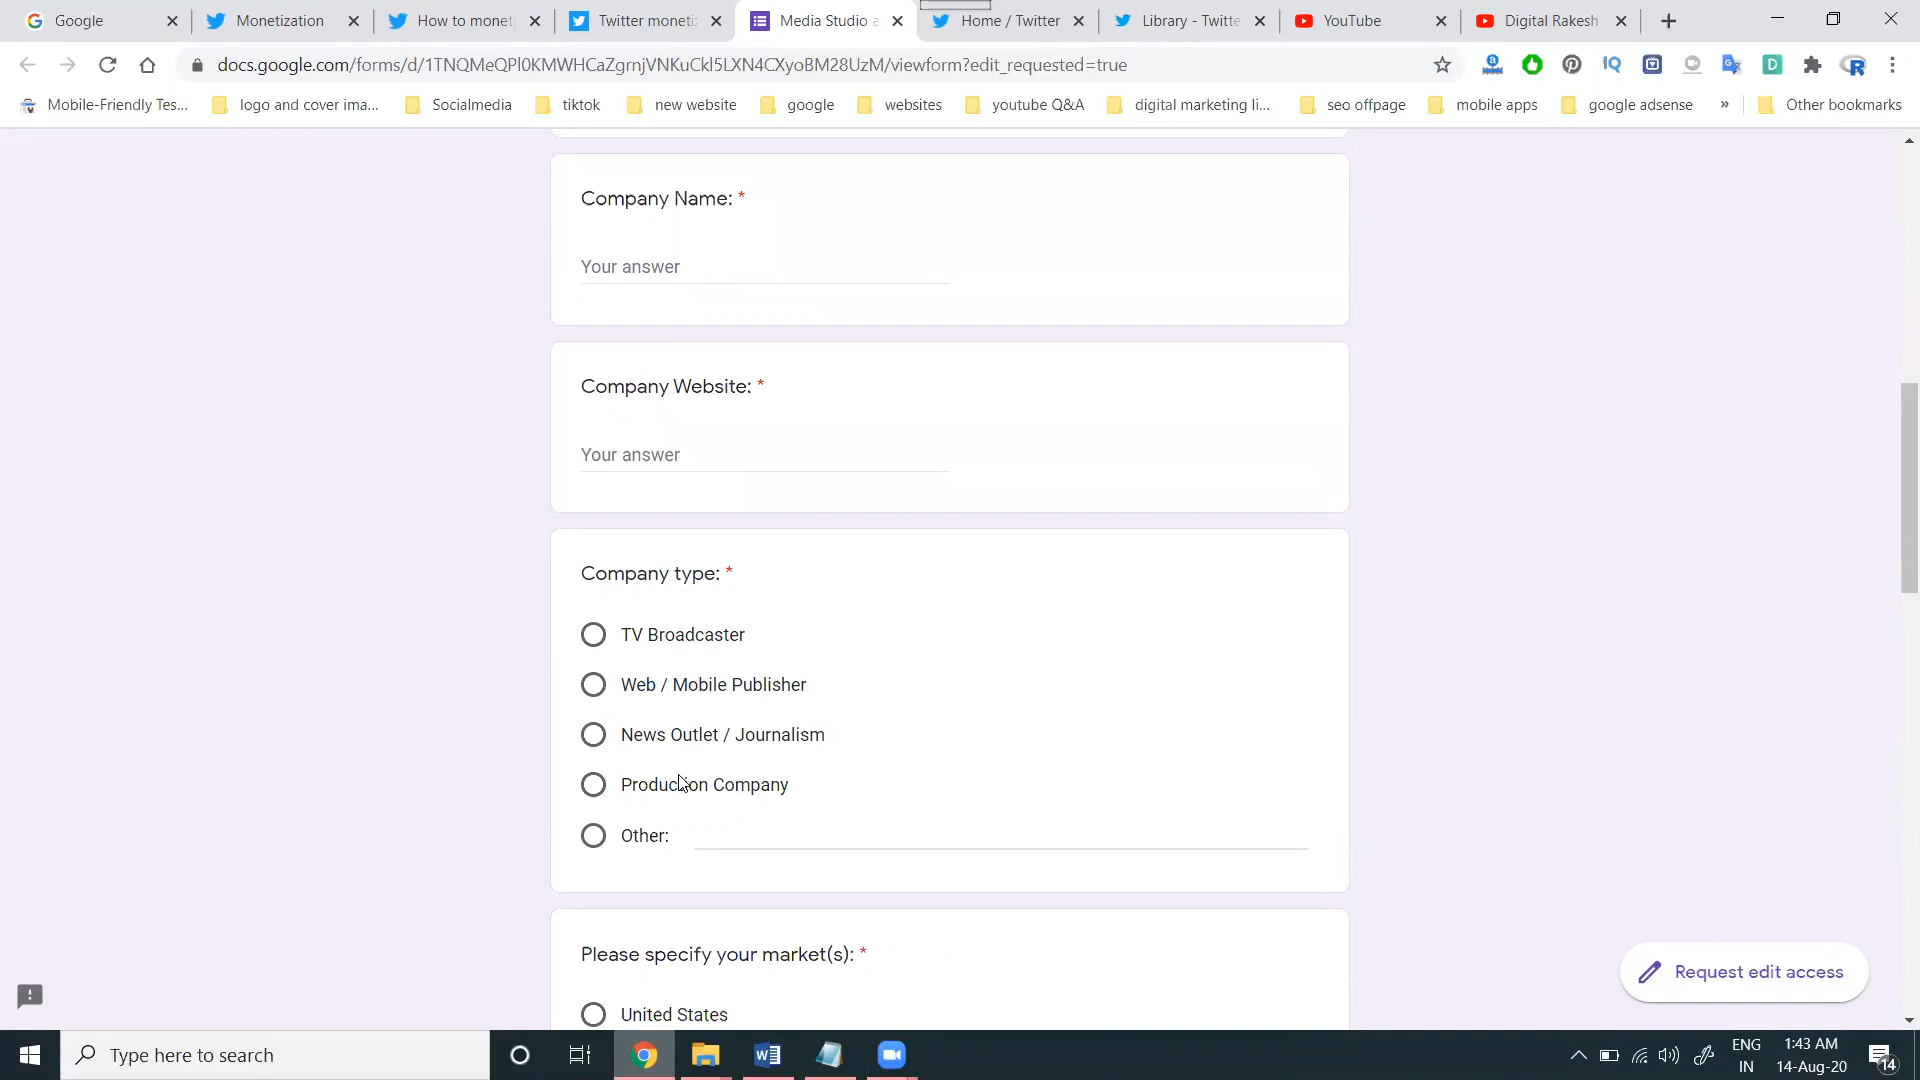 Google
Monetization
How to moneti
Twitter moneti
Media Studio a
Home / Twitter
Library - Twitte
YouTube
Digital Rakesh
docs.google.com/forms/d/1TNQMeQPl0KMWHCaZgrnjVNKuCkl5LXN4CXyoBM28UzM/viewform?edit_requested=true
Mobile-Friendly Tes...
logo and cover ima...
Socialmedia
tiktok
new website
google
websites
youtube Q&A
digital marketing li...
seo offpage
mobile apps
google adsense
»
Other bookmarks
Company Name: *
Your answer
Company Website: *
Your answer
Company type: *
TV Broadcaster
Web / Mobile Publisher
News Outlet / Journalism
Production Company
Other:
Please specify your market(s): *
United States
Request edit access
Type here to search
ENG
IN
1:43 AM
14-Aug-20
14